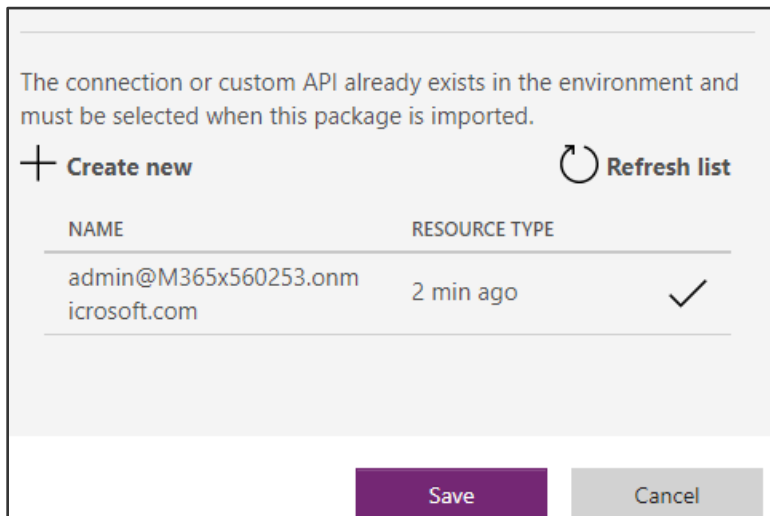 The connection or custom API already exists in the environment and
must be selected when this package is imported.
Create new Refresh list
NAME RESOURCE TYPE
admin@M365x560253.onm
icrosoft.com
2 min ago
Save Cancel